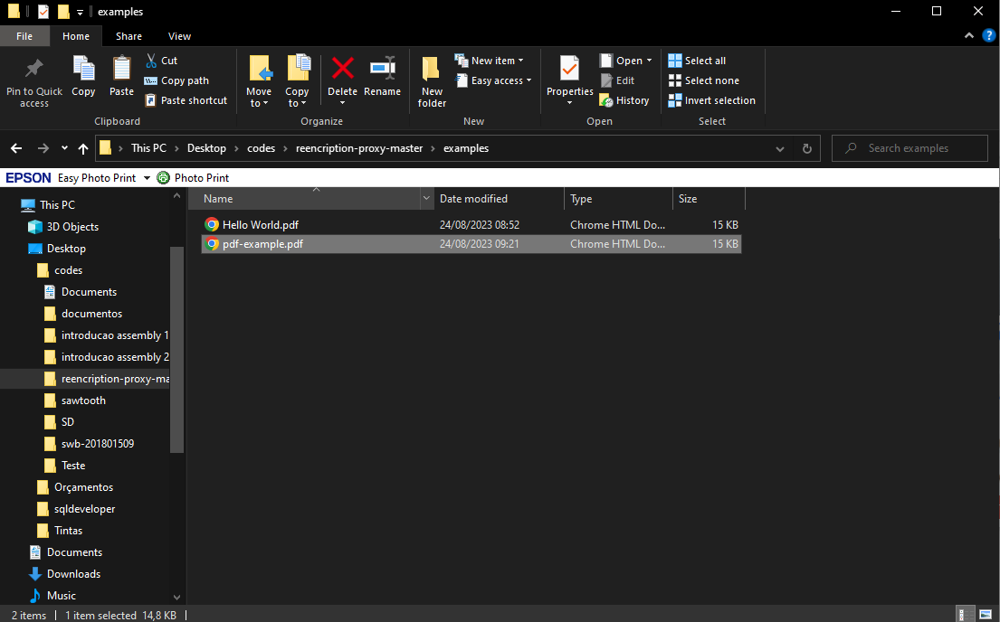 examples
File Home Share View
Pin to Quick access
Copy
Paste
Cut
Copy path
Paste shortcut
Clipboard
Move to
Copy to
Delete
Rename
Organize
New folder
New item
Easy access
New
Properties
Open
Edit
History
Open
Select all
Select none
Invert selection
Select
This PC > Desktop > codes > reencription-proxy-master > examples
Search examples
EPSON Easy Photo Print Photo Print
This PC
3D Objects
Desktop
codes
Documents
documentos
introducao assembly 1
introducao assembly 2
reencription-proxy-ma
sawtooth
SD
swb-201801509
Teste
Orçamentos
sqldeveloper
Tintas
Documents
Downloads
Music
Name Date modified Type Size
Hello World.pdf 24/08/2023 08:52 Chrome HTML Do... 15 KB
pdf-example.pdf 24/08/2023 09:21 Chrome HTML Do... 15 KB
2 items 1 item selected 14,8 KB